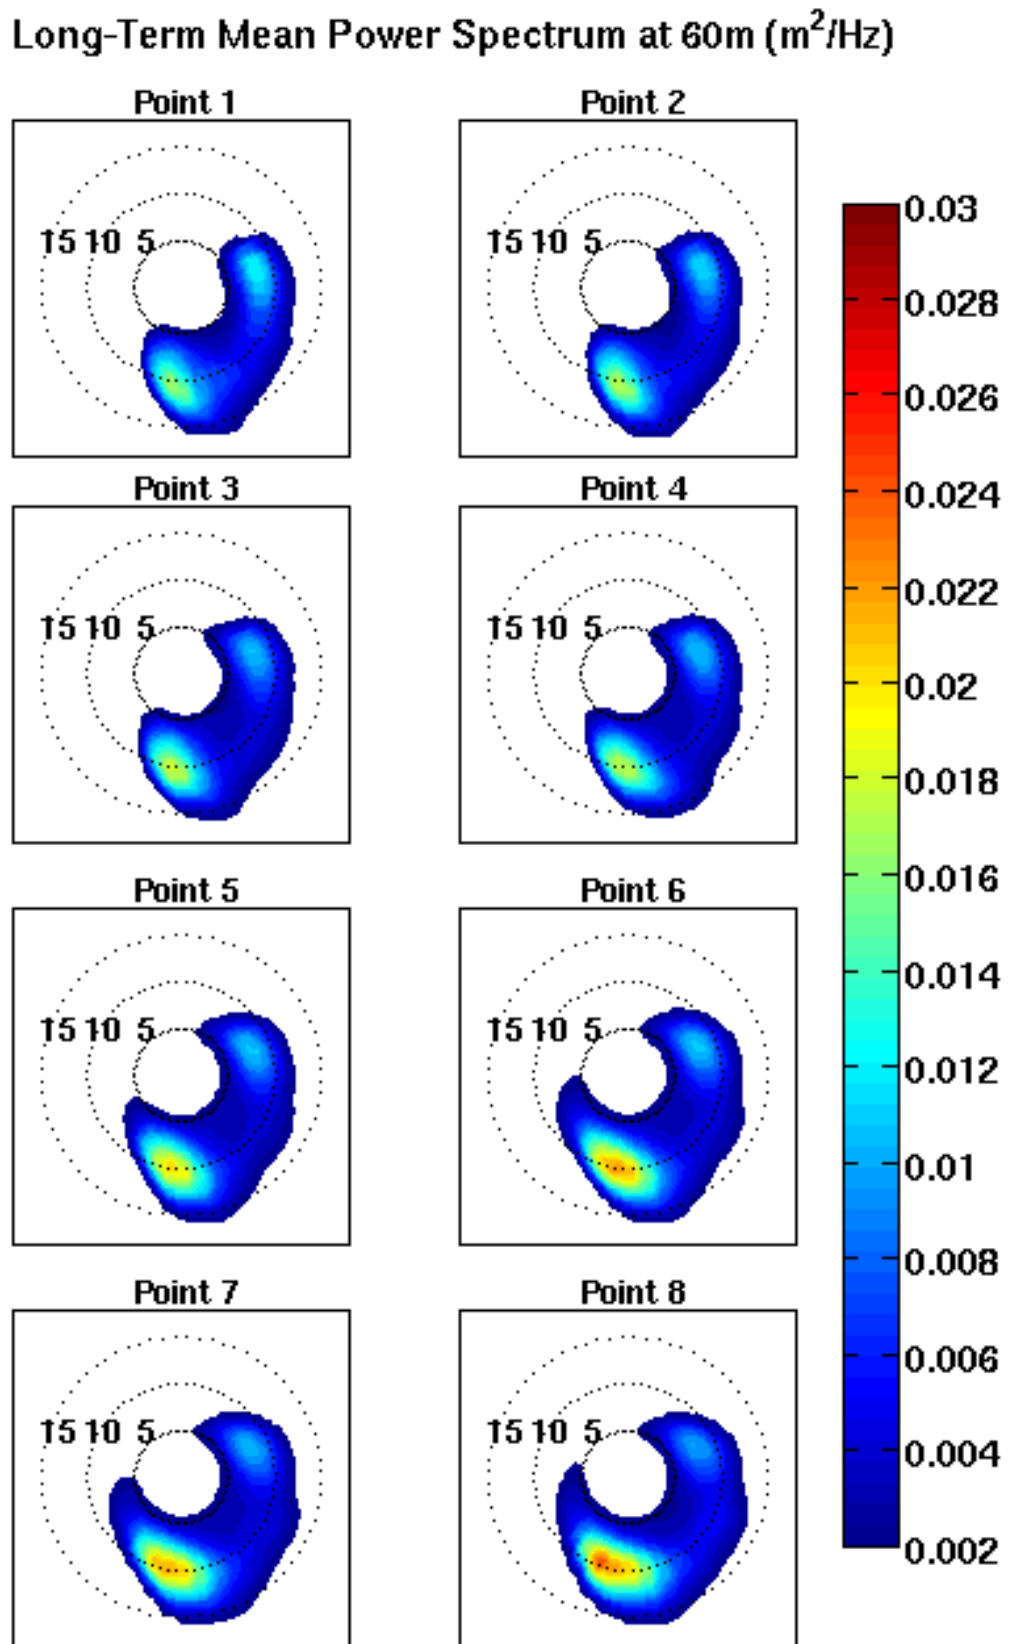 Long-Term Mean Power Spectrum at 60m (m²/Hz)
Point 1
Point 2
15 10 5
15 10 5
Point 3
Point 4
15 10 5
15 10 5
Point 5
Point 6
15 10 5
15 10 5
Point 7
Point 8
15 10 5
15 10 5
0.03
0.028
0.026
0.024
0.022
0.02
0.018
0.016
0.014
0.012
0.01
0.008
0.006
0.004
0.002